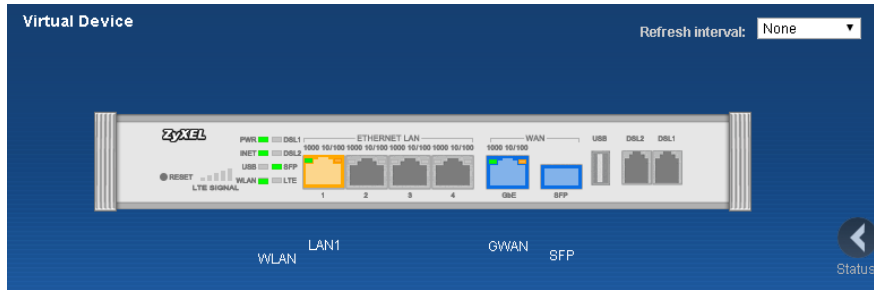 Virtual Device
Refresh interval: None
ZyXEL
PWR DSL1
INET DSL2
USB SFP
WLAN LTE
RESET
LTE SIGNAL
ETHERNET LAN
1000 10/100 1000 10/100 1000 10/100 1000 10/100
1 2 3 4
WAN
1000 10/100
GbE SFP
USB DSL2 DSL1
WLAN LAN1 GWAN SFP
Status